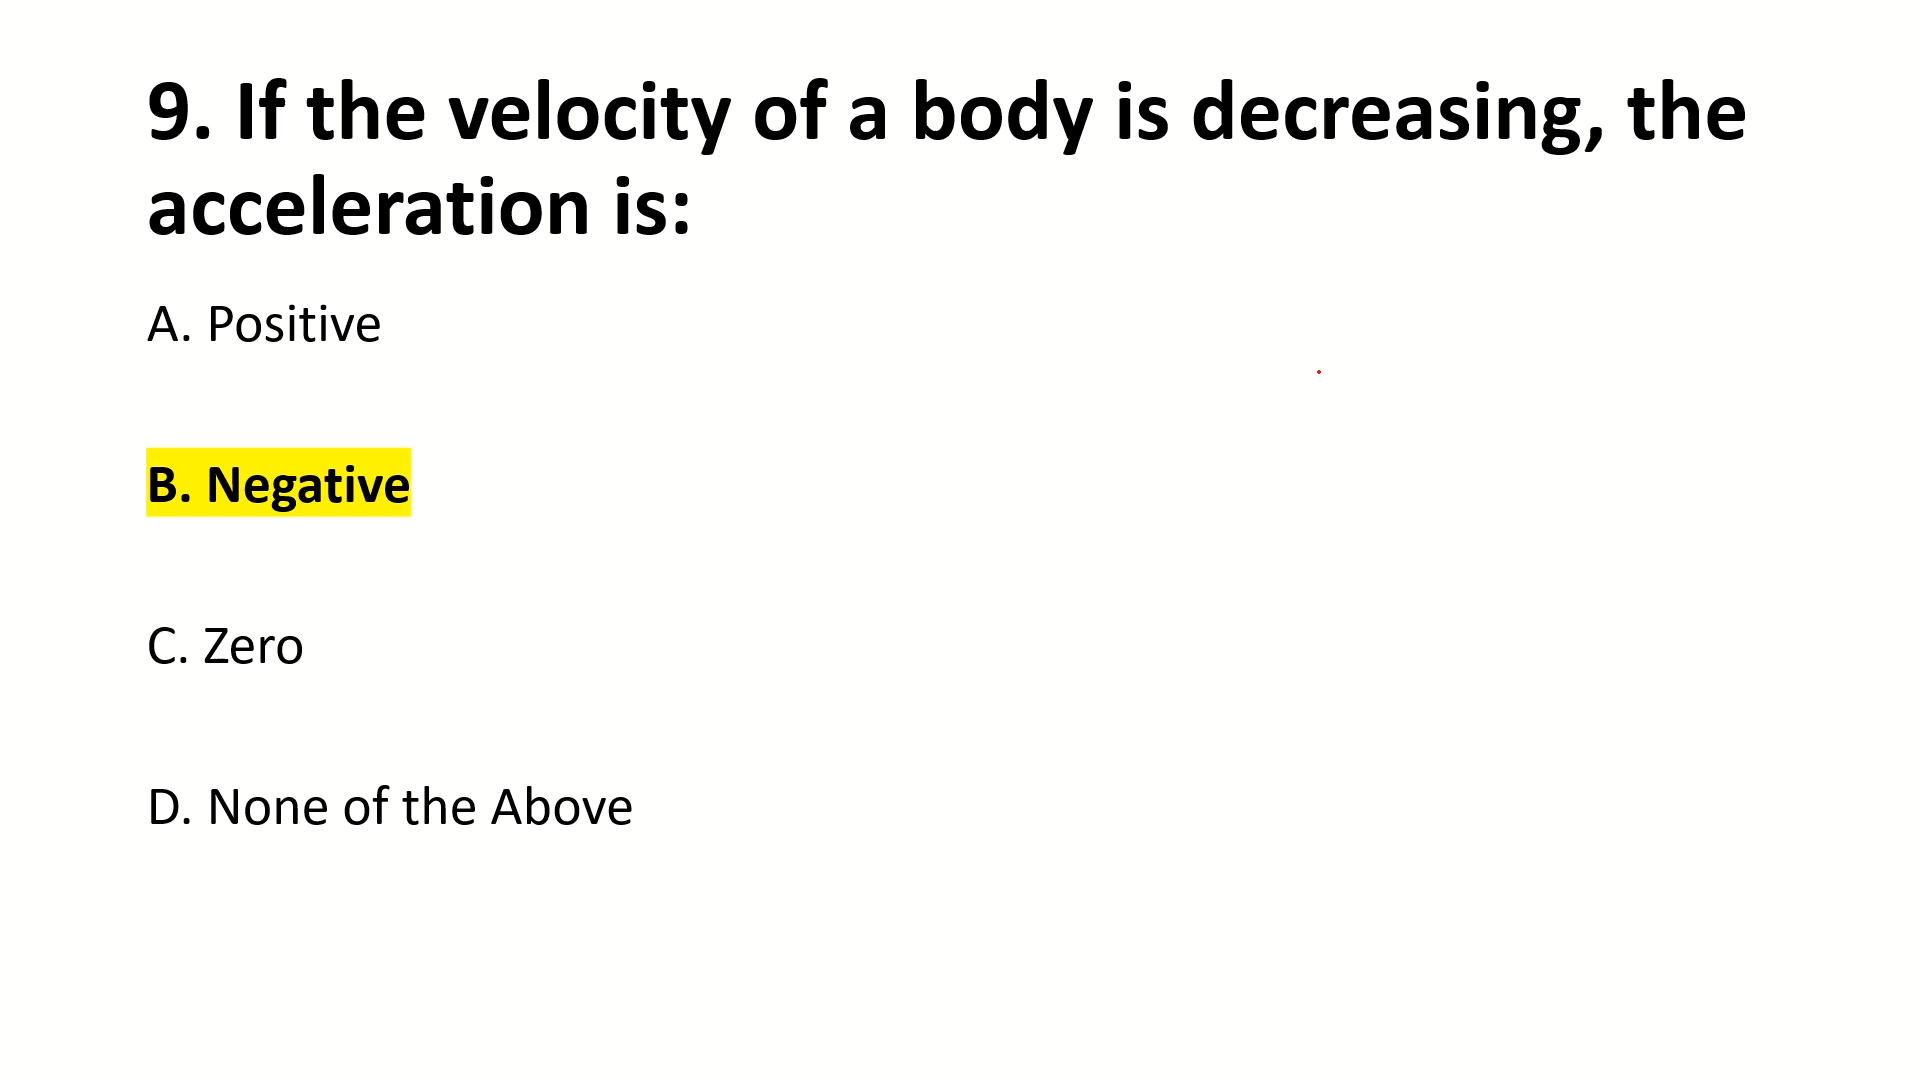 9. If the velocity of a body is decreasing, the
acceleration is:
A. Positive
B. Negative
C. Zero
D. None of the Above